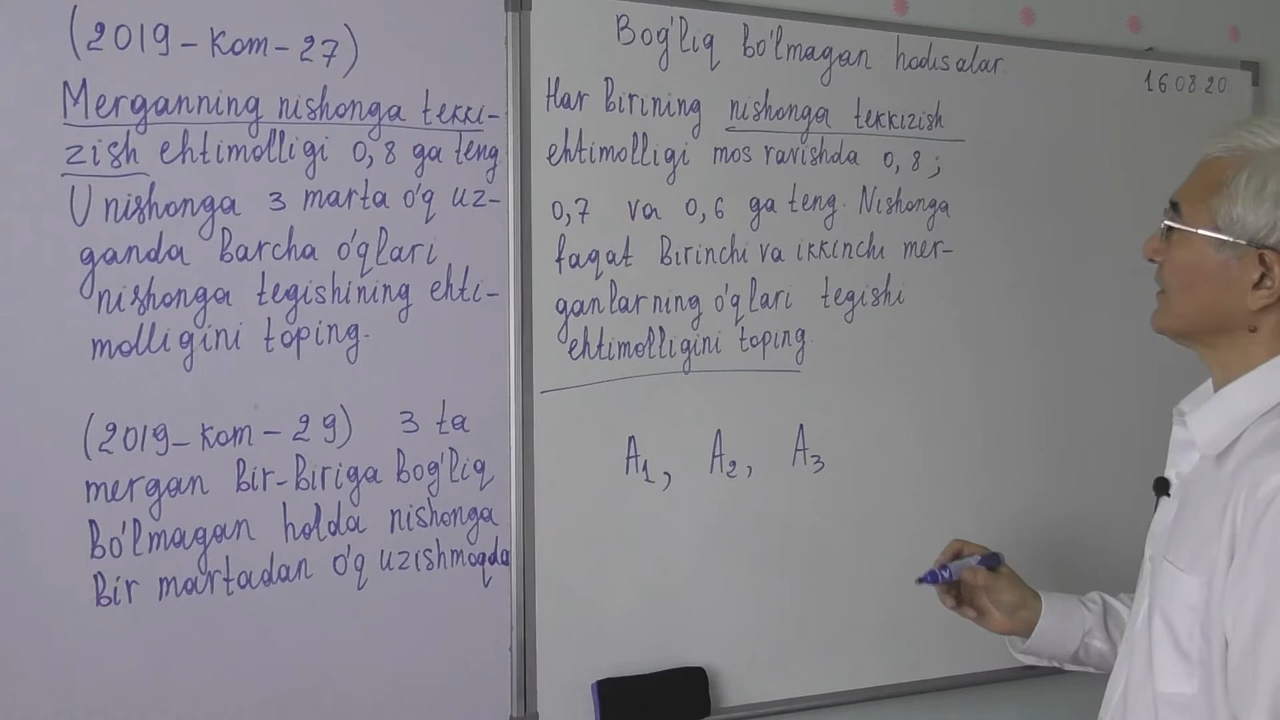 (2019-kom-27)
Merganning nishonga tekki-
zish ehtimolligi 0,8 ga teng
U nishonga 3 marta o'q uz-
ganda barcha o'qlari
nishonga tegishining ehti-
molligini toping.
(2019-kom-29) 3 ta
mergan bir-biriga bog'liq
bo'lmagan holda nishonga
bir martadan o'q uzishmoqda
Bog'liq bo'lmagan hodisalar
16.08.20
Har birining nishonga tekkizish
ehtimolligi mos ravishda 0,8;
0,7 va 0,6 ga teng. Nishonga
faqat birinchi va ikkinchi mer-
ganlarning o'qlari tegishi
ehtimolligini toping.
A1, A2, A3